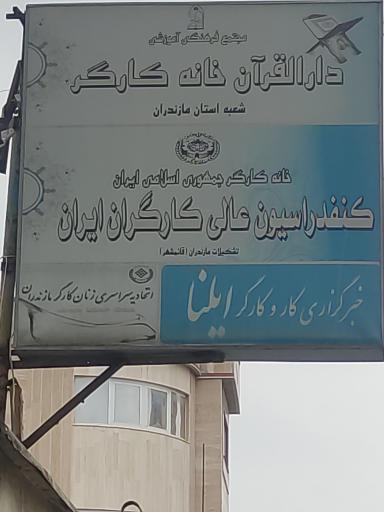 مجتمع فرهنگی آموزشی
دارالقرآن خانه کارگر
شعبه استان مازندران
خانه کارگر جمهوری اسلامی ایران
کنفدراسیون عالی کارگران ایران
تشکیلات مازندران (قائمشهر)
خبرگزاری کار و کارگر ایلنا
اتحادیه سراسری زنان کارگر مازندران